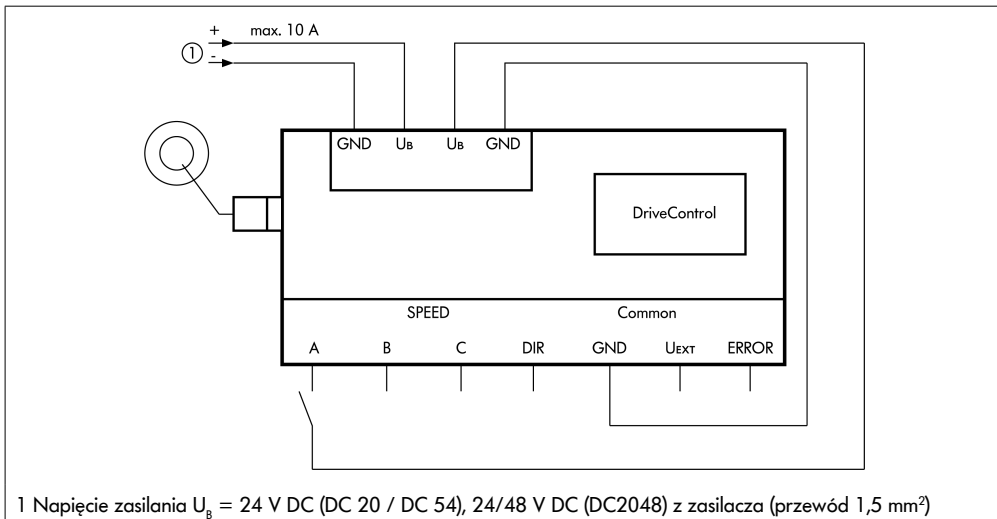 + max. 10 A
1 -
GND UB UB GND
DriveControl
SPEED Common
A B C DIR GND UEXT ERROR
1 Napięcie zasilania UB = 24 V DC (DC 20 / DC 54), 24/48 V DC (DC2048) z zasilacza (przewód 1,5 mm²)